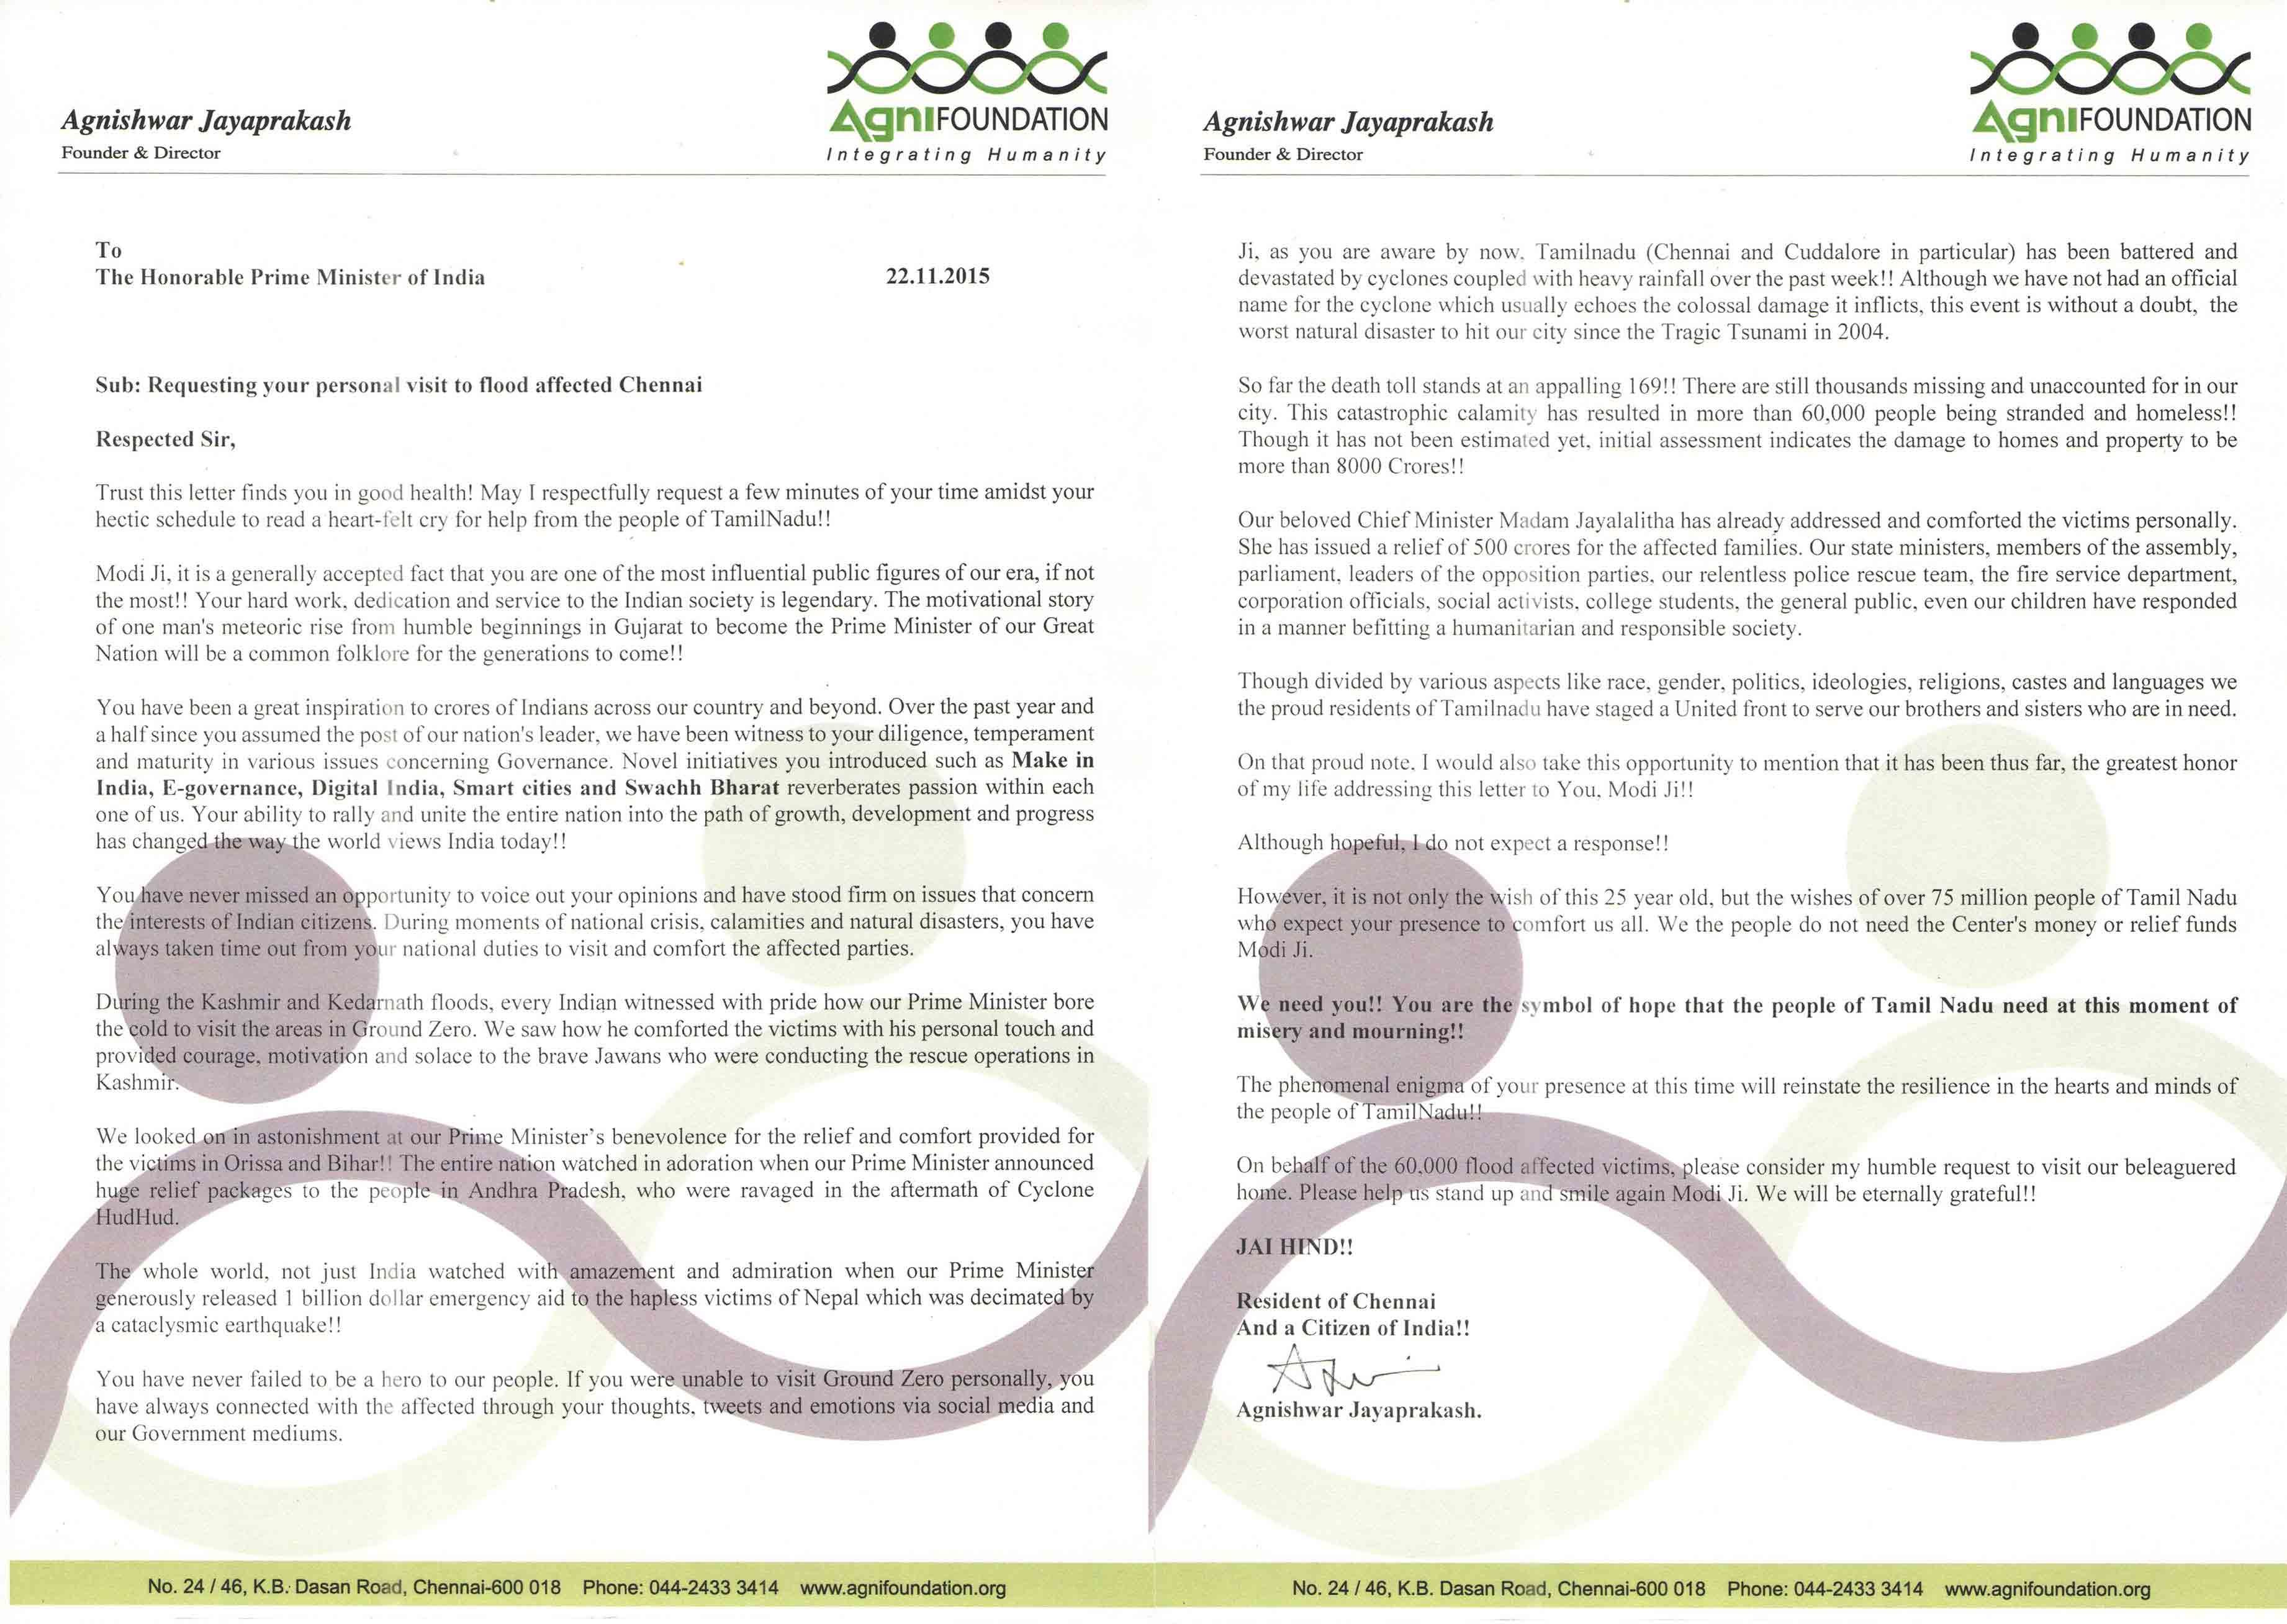 Agnishwar Jayaprakash
Founder & Director
AgniFOUNDATION
Integrating Humanity
To
The Honorable Prime Minister of India
22.11.2015
Sub: Requesting your personal visit to flood affected Chennai
Respected Sir,
Trust this letter finds you in good health! May I respectfully request a few minutes of your time amidst your
hectic schedule to read a heart-felt cry for help from the people of TamilNadu!!
Modi Ji, it is a generally accepted fact that you are one of the most influential public figures of our era, if not
the most!! Your hard work, dedication and service to the Indian society is legendary. The motivational story
of one man's meteoric rise from humble beginnings in Gujarat to become the Prime Minister of our Great
Nation will be a common folklore for the generations to come!!
You have been a great inspiration to crores of Indians across our country and beyond. Over the past year and
a half since you assumed the post of our nation's leader, we have been witness to your diligence, temperament
and maturity in various issues concerning Governance. Novel initiatives you introduced such as Make in
India, E-governance, Digital India, Smart cities and Swachh Bharat reverberates passion within each
one of us. Your ability to rally and unite the entire nation into the path of growth, development and progress
has changed the way the world views India today!!
You have never missed an opportunity to voice out your opinions and have stood firm on issues that concern
the interests of Indian citizens. During moments of national crisis, calamities and natural disasters, you have
always taken time out from your national duties to visit and comfort the affected parties.
During the Kashmir and Kedarnath floods, every Indian witnessed with pride how our Prime Minister bore
the cold to visit the areas in Ground Zero. We saw how he comforted the victims with his personal touch and
provided courage, motivation and solace to the brave Jawans who were conducting the rescue operations in
Kashmir.
We looked on in astonishment at our Prime Minister's benevolence for the relief and comfort provided for
the victims in Orissa and Bihar!! The entire nation watched in adoration when our Prime Minister announced
huge relief packages to the people in Andhra Pradesh, who were ravaged in the aftermath of Cyclone
HudHud.
The whole world, not just India watched with amazement and admiration when our Prime Minister
generously released 1 billion dollar emergency aid to the hapless victims of Nepal which was decimated by
a cataclysmic earthquake!!
You have never failed to be a hero to our people. If you were unable to visit Ground Zero personally, you
have always connected with the affected through your thoughts, tweets and emotions via social media and
our Government mediums.
No. 24 / 46, K.B. Dasan Road, Chennai-600 018 Phone: 044-2433 3414 www.agnifoundation.org
Agnishwar Jayaprakash
Founder & Director
AgniFOUNDATION
Integrating Humanity
Ji, as you are aware by now, Tamilnadu (Chennai and Cuddalore in particular) has been battered and
devastated by cyclones coupled with heavy rainfall over the past week!! Although we have not had an official
name for the cyclone which usually echoes the colossal damage it inflicts, this event is without a doubt, the
worst natural disaster to hit our city since the Tragic Tsunami in 2004.
So far the death toll stands at an appalling 169!! There are still thousands missing and unaccounted for in our
city. This catastrophic calamity has resulted in more than 60,000 people being stranded and homeless!!
Though it has not been estimated yet, initial assessment indicates the damage to homes and property to be
more than 8000 Crores!!
Our beloved Chief Minister Madam Jayalalitha has already addressed and comforted the victims personally.
She has issued a relief of 500 crores for the affected families. Our state ministers, members of the assembly,
parliament, leaders of the opposition parties, our relentless police rescue team, the fire service department,
corporation officials, social activists, college students, the general public, even our children have responded
in a manner befitting a humanitarian and responsible society.
Though divided by various aspects like race, gender, politics, ideologies, religions, castes and languages we
the proud residents of Tamilnadu have staged a United front to serve our brothers and sisters who are in need.
On that proud note, I would also take this opportunity to mention that it has been thus far, the greatest honor
of my life addressing this letter to You, Modi Ji!!
Although hopeful, I do not expect a response!!
However, it is not only the wish of this 25 year old, but the wishes of over 75 million people of Tamil Nadu
who expect your presence to comfort us all. We the people do not need the Center's money or relief funds
Modi Ji.
We need you!! You are the symbol of hope that the people of Tamil Nadu need at this moment of
misery and mourning!!
The phenomenal enigma of your presence at this time will reinstate the resilience in the hearts and minds of
the people of TamilNadu!!
On behalf of the 60,000 flood affected victims, please consider my humble request to visit our beleaguered
home. Please help us stand up and smile again Modi Ji. We will be eternally grateful!!
JAI HIND!!
Resident of Chennai
And a Citizen of India!!
Agnishwar Jayaprakash.
No. 24 / 46, K.B. Dasan Road, Chennai-600 018 Phone: 044-2433 3414 www.agnifoundation.org